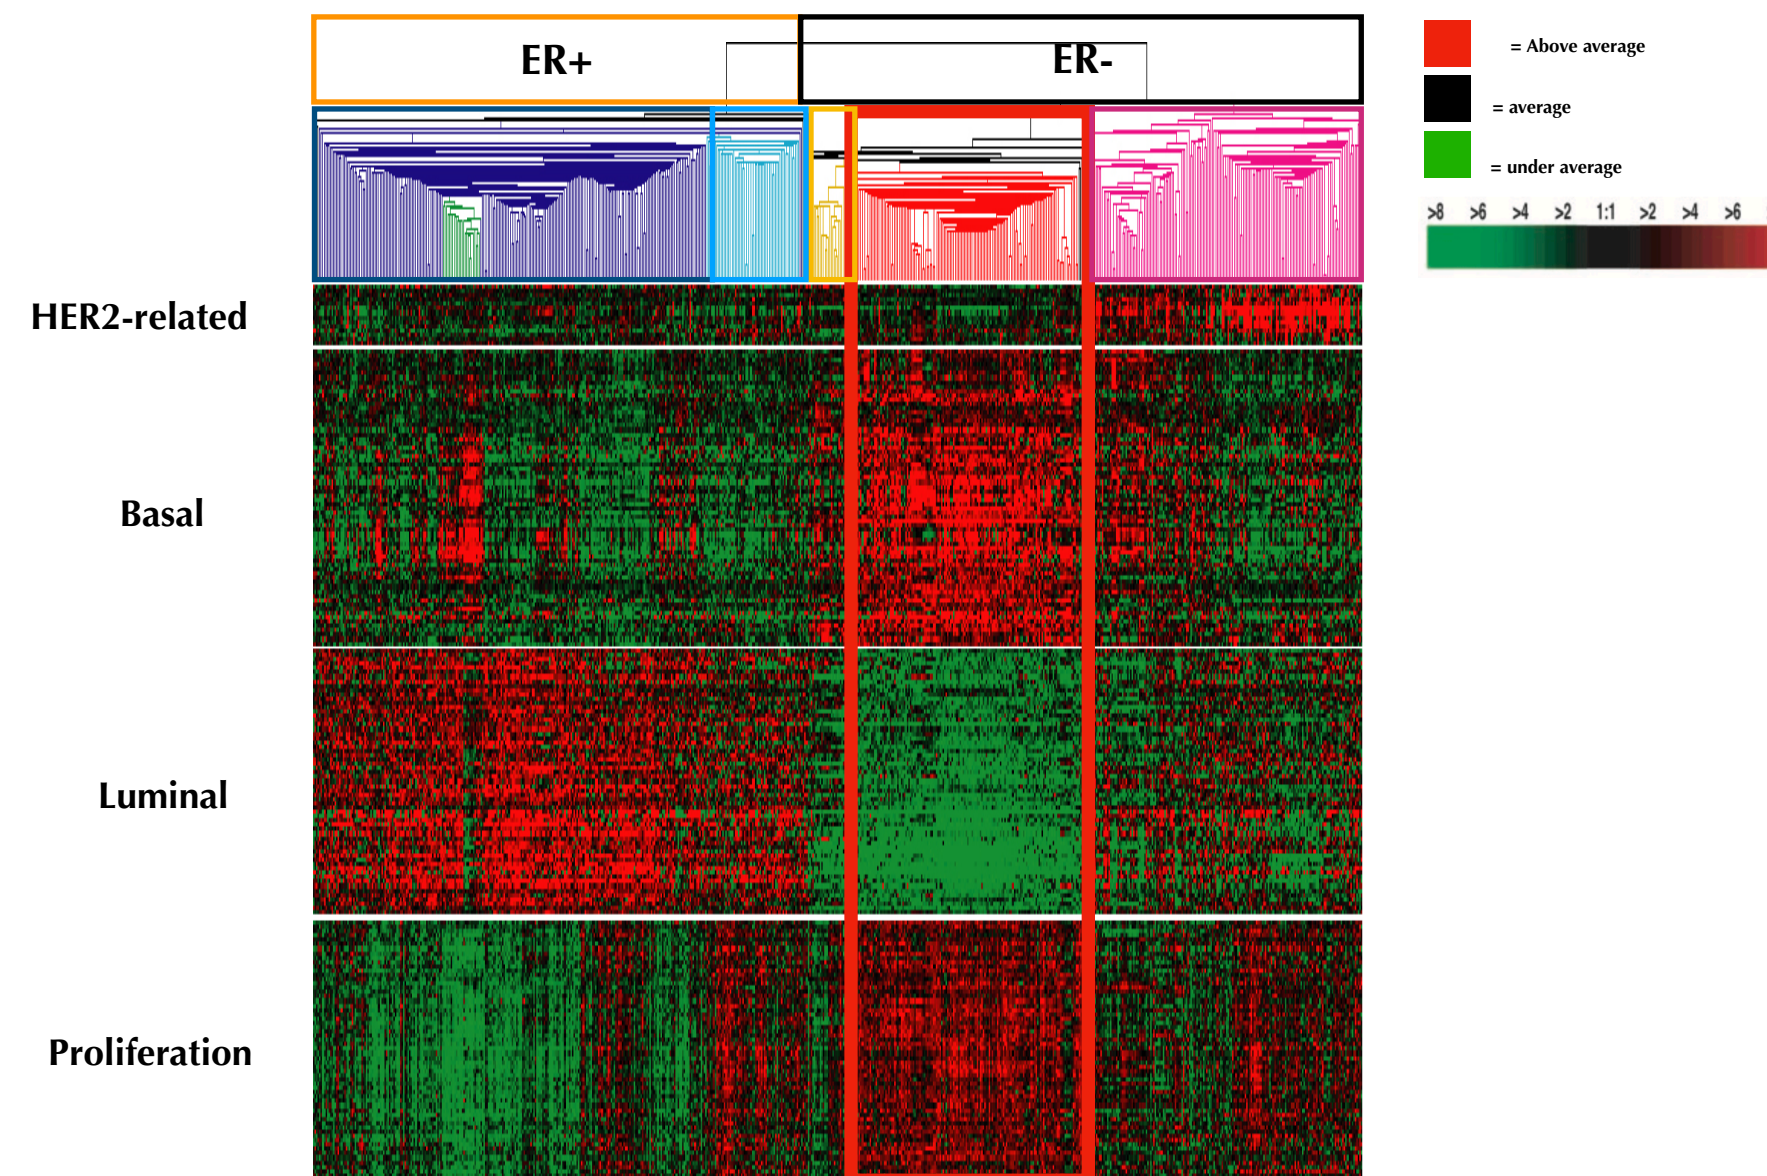 ER+
ER-
= Above average
= average
= under average
>8 >6 >4 >2 1:1 >2 >4 >6
HER2-related
Basal
Luminal
Proliferation